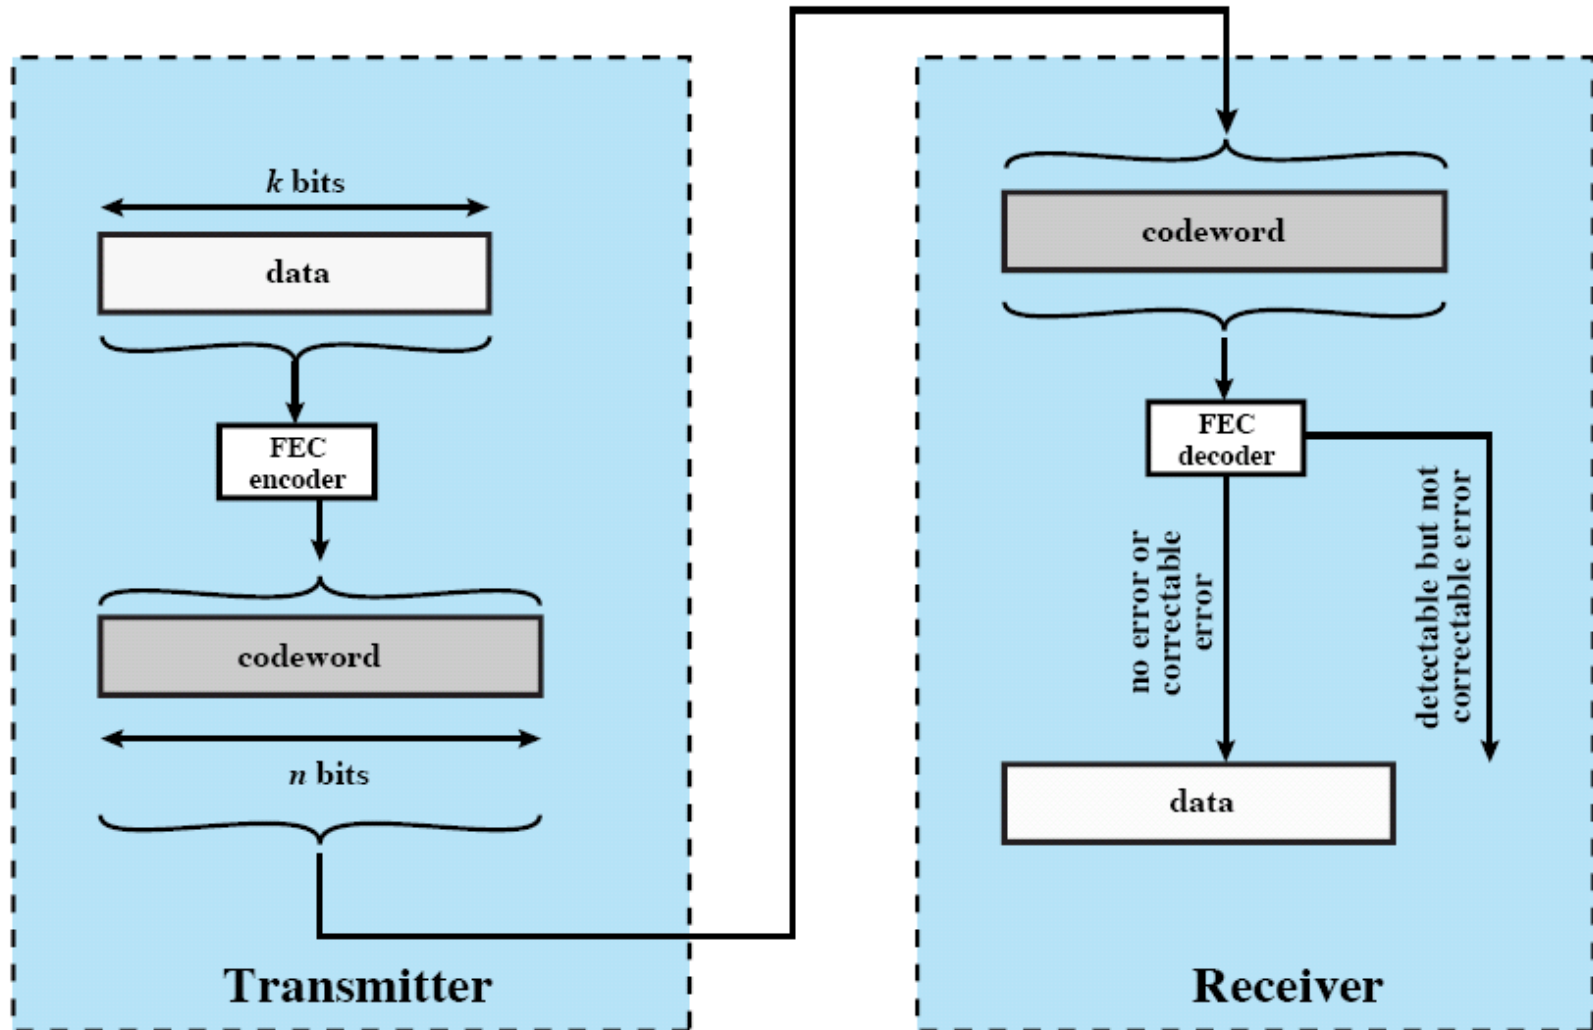 k bits
data
FEC
encoder
codeword
n bits
Transmitter
codeword
FEC
decoder
no error or
correctable
error
detectable but not
correctable error
data
Receiver